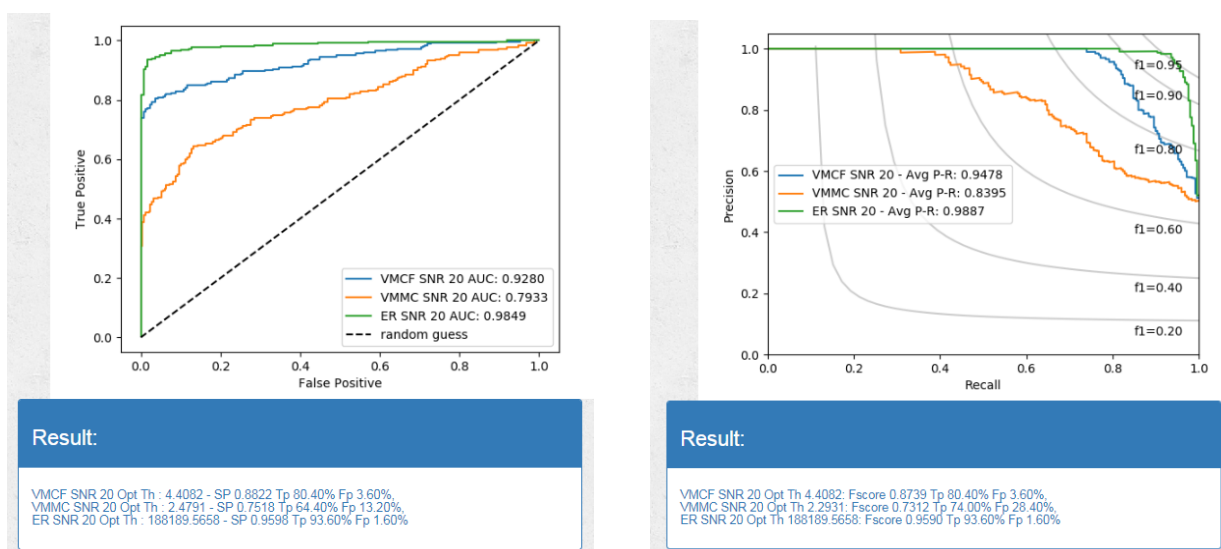 1.0
0.8
0.6
0.4
0.2
0.0
True Positive
VMCF SNR 20 AUC: 0.9280
VMMC SNR 20 AUC: 0.7933
ER SNR 20 AUC: 0.9849
random guess
0.0 0.2 0.4 0.6 0.8 1.0
False Positive
Result:
VMCF SNR 20 Opt Th : 4.4082 - SP 0.8822 Tp 80.40% Fp 3.60%,
VMMC SNR 20 Opt Th : 2.4791 - SP 0.7518 Tp 64.40% Fp 13.20%,
ER SNR 20 Opt Th : 188189.5658 - SP 0.9598 Tp 93.60% Fp 1.60%
1.0
0.8
0.6
0.4
0.2
0.0
Precision
f1=0.95
f1=0.90
f1=0.80
VMCF SNR 20 - Avg P-R: 0.9478
VMMC SNR 20 - Avg P-R: 0.8395
ER SNR 20 - Avg P-R: 0.9887
f1=0.60
f1=0.40
f1=0.20
0.0 0.2 0.4 0.6 0.8 1.0
Recall
Result:
VMCF SNR 20 Opt Th 4.4082: Fscore 0.8739 Tp 80.40% Fp 3.60%,
VMMC SNR 20 Opt Th 2.2931: Fscore 0.7312 Tp 74.00% Fp 28.40%,
ER SNR 20 Opt Th 188189.5658: Fscore 0.9590 Tp 93.60% Fp 1.60%